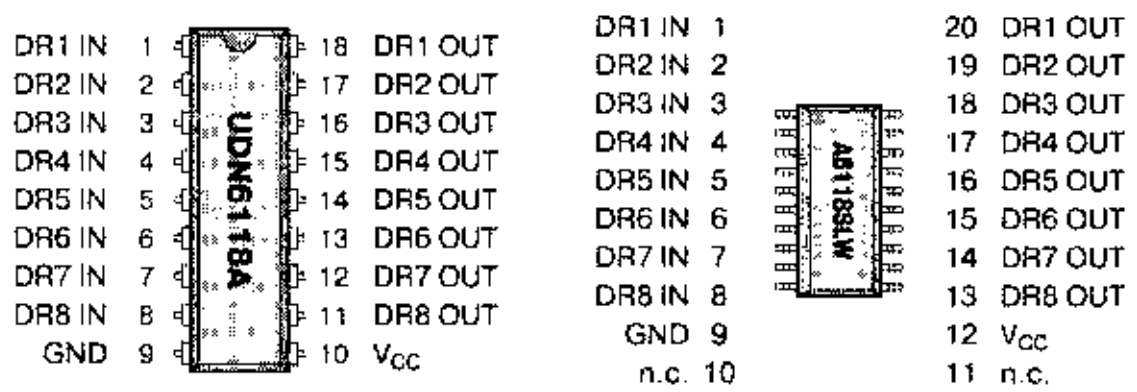 DR1 IN 1 18 DR1 OUT
DR2 IN 2 17 DR2 OUT
DR3 IN 3 16 DR3 OUT
DR4 IN 4 15 DR4 OUT
DR5 IN 5 14 DR5 OUT
DR6 IN 6 13 DR6 OUT
DR7 IN 7 12 DR7 OUT
DR8 IN 8 11 DR8 OUT
GND 9 10 VCC
UDN6118A
DR1 IN 1 20 DR1 OUT
DR2 IN 2 19 DR2 OUT
DR3 IN 3 18 DR3 OUT
DR4 IN 4 17 DR4 OUT
DR5 IN 5 16 DR5 OUT
DR6 IN 6 15 DR6 OUT
DR7 IN 7 14 DR7 OUT
DR8 IN 8 13 DR8 OUT
GND 9 12 VCC
n.c. 10 11 n.c.
A6118SLW